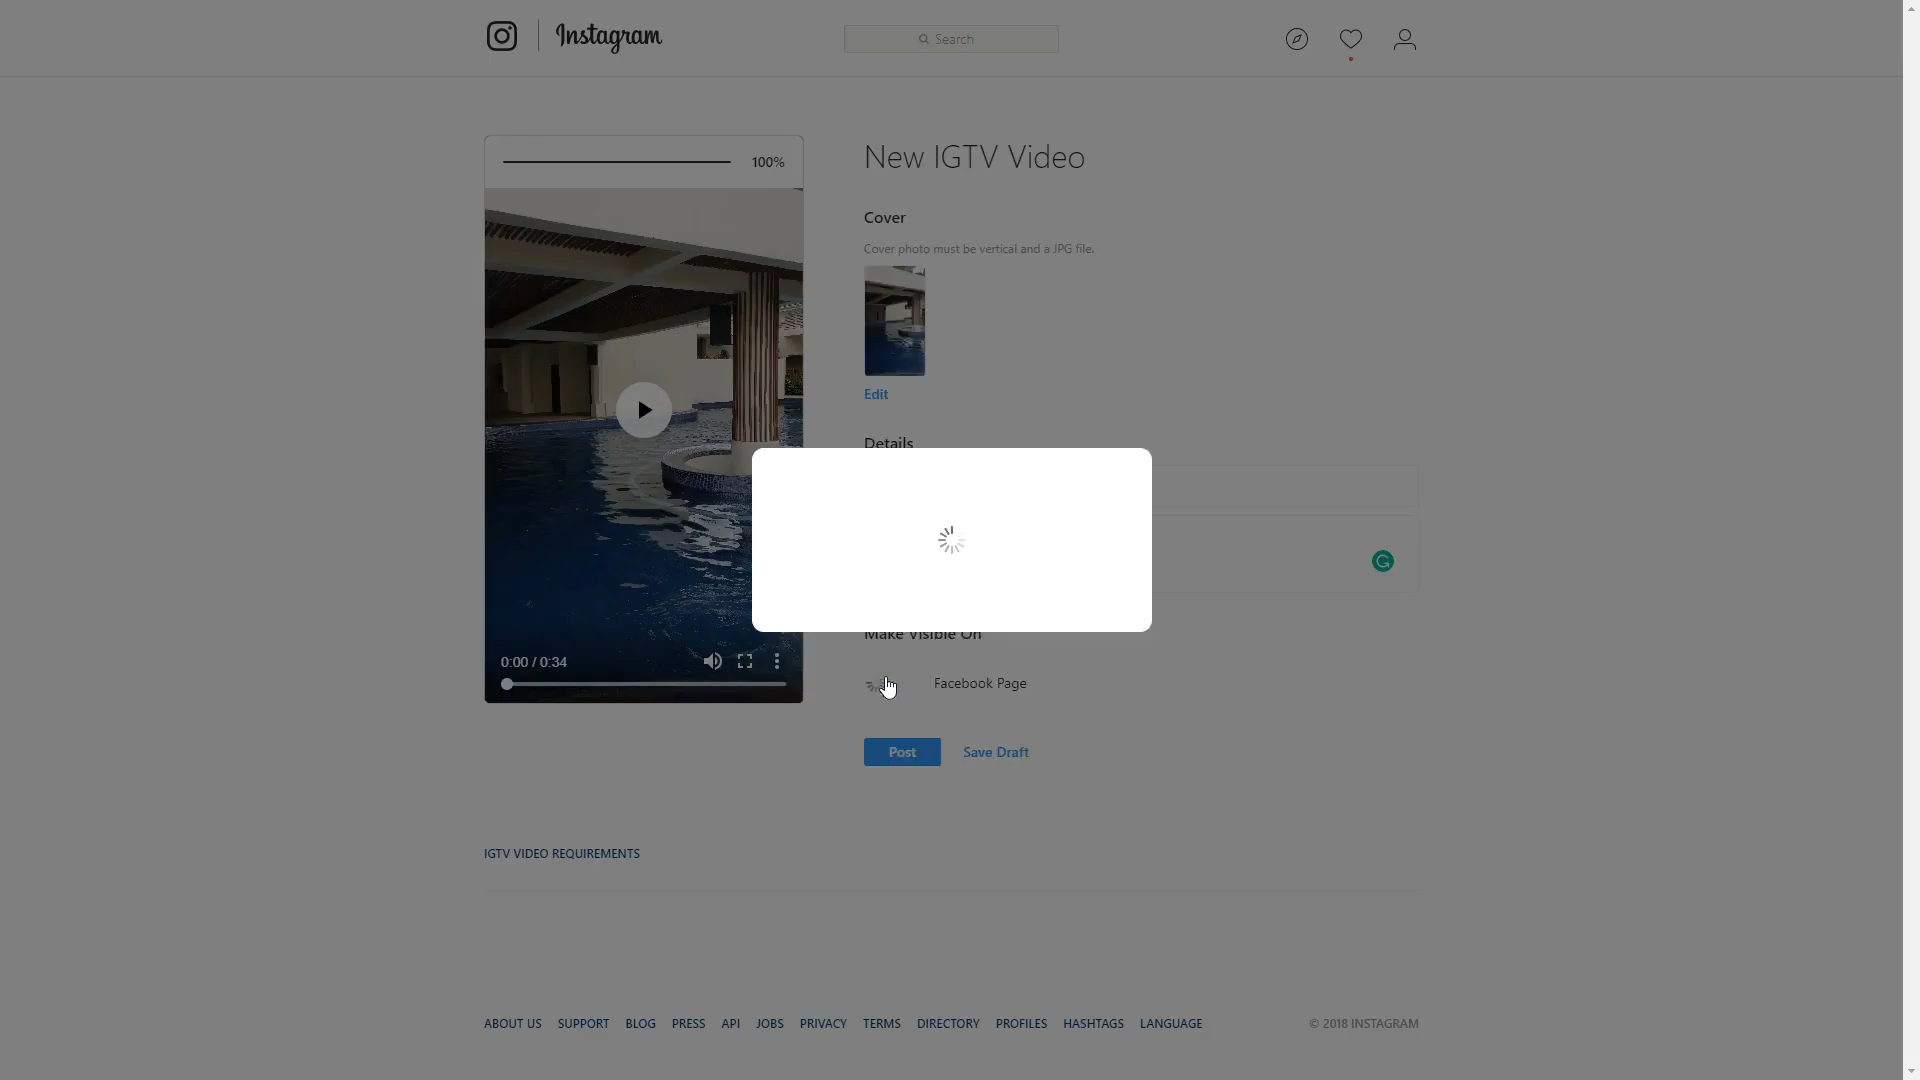 Instagram
Search
100%
New IGTV Video
Cover
Cover photo must be vertical and a JPG file.
Edit
Details
Make Visible On
0:00 / 0:34
Facebook Page
Post
Save Draft
IGTV VIDEO REQUIREMENTS
ABOUT US SUPPORT BLOG PRESS API JOBS PRIVACY TERMS DIRECTORY PROFILES HASHTAGS LANGUAGE © 2018 INSTAGRAM